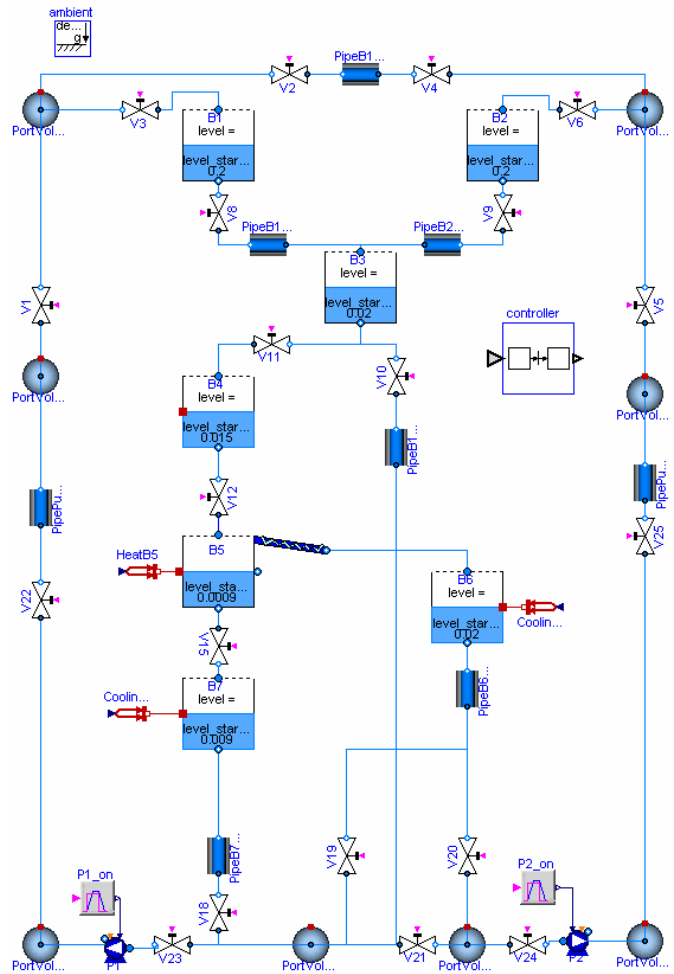 ambient
de...
g
V2
PipeB1...
V4
V3
V6
PortVol...
PortVol...
B1
level =
level_star...
0.2
B2
level =
level_star...
0.2
V8
V9
PipeB1...
PipeB2...
B3
level =
level_star...
0.02
V1
V5
controller
V11
V10
PortVol...
PortVol...
B4
level =
level_star...
0.015
PipeB1...
PipePu...
PipePu...
V12
V25
HeatB5
B5
level_sta...
0.0009
V22
B6
level =
level_star...
0.02
Coolin...
V15
Coolin...
B7
level =
level_star...
0.009
PipeB6...
PipeB7...
V19
V20
P1_on
P2_on
V18
PortVol...
P1
V23
PortVol...
V21
PortVol...
V24
P2
PortVol...